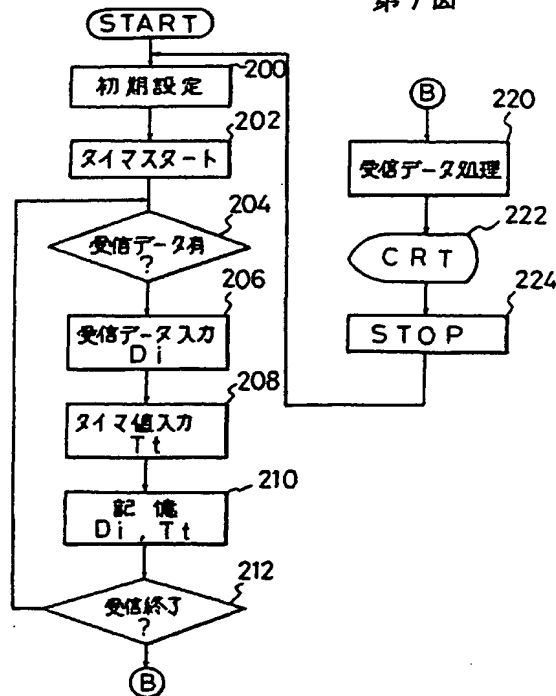 第7図
START
200
初期設定
202
タイマスタート
204
受信データ有
?
206
受信データ入力
Di
208
タイマ値入力
Tt
210
記憶
Di, Tt
212
受信終了
?
B
B
220
受信データ処理
222
CRT
224
STOP